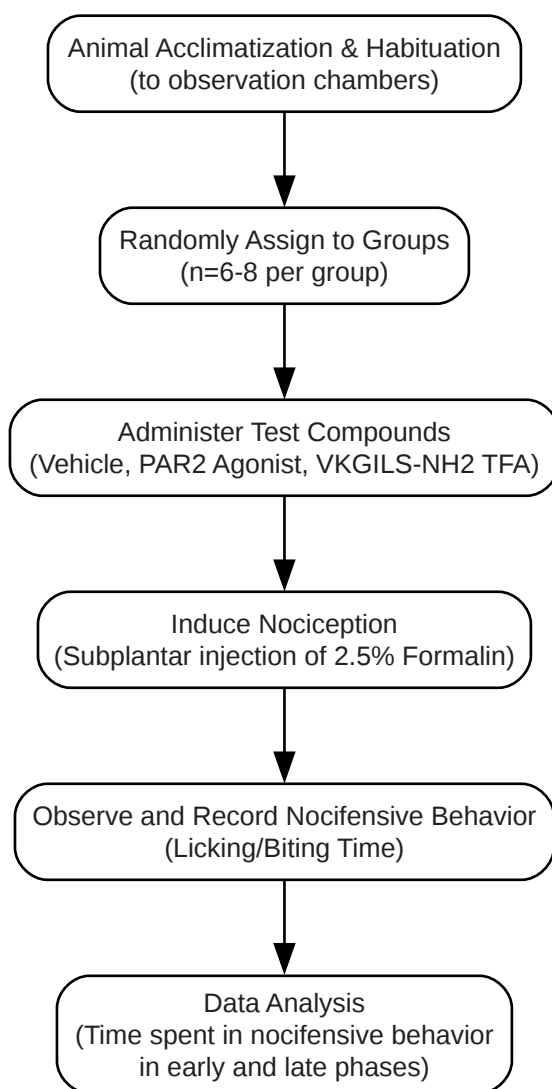 Animal Acclimatization & Habituation
(to observation chambers)
Randomly Assign to Groups
(n=6-8 per group)
Administer Test Compounds
(Vehicle, PAR2 Agonist, VKGILS-NH2 TFA)
Induce Nociception
(Subplantar injection of 2.5% Formalin)
Observe and Record Nocifensive Behavior
(Licking/Biting Time)
Data Analysis
(Time spent in nocifensive behavior
in early and late phases)